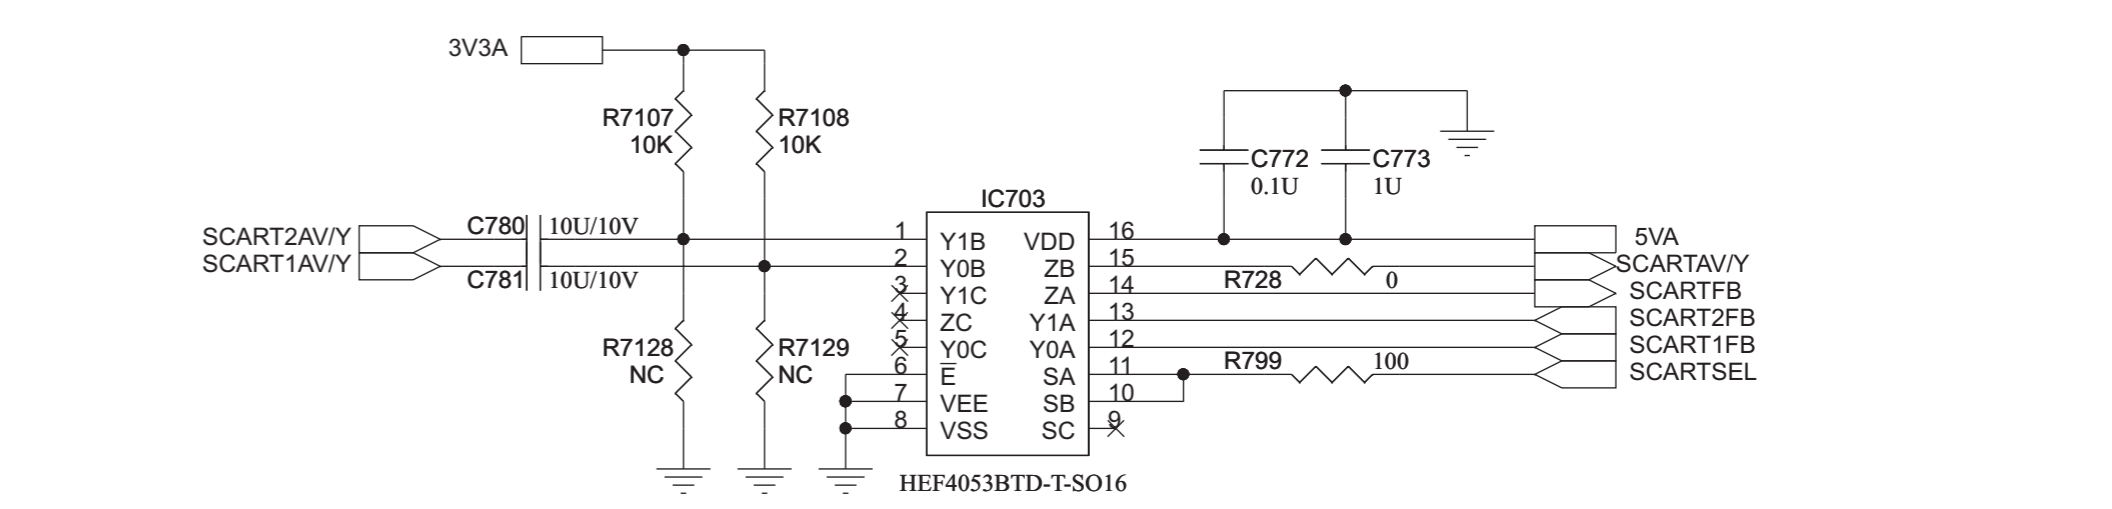 3V3A
R7107
10K
R7108
10K
C772
0.1U
C773
1U
IC703
SCART2AV/Y
C780
10U/10V
SCART1AV/Y
C781
10U/10V
1 Y1B VDD 16
2 Y0B ZB 15
3 Y1C ZA 14
4 ZC Y1A 13
5 Y0C Y0A 12
6 E̅ SA 11
7 VEE SB 10
8 VSS SC 9
5VA
SCARTAV/Y
R728 0
SCARTFB
SCART2FB
SCART1FB
R799 100
SCARTSEL
R7128
NC
R7129
NC
HEF4053BTD-T-SO16